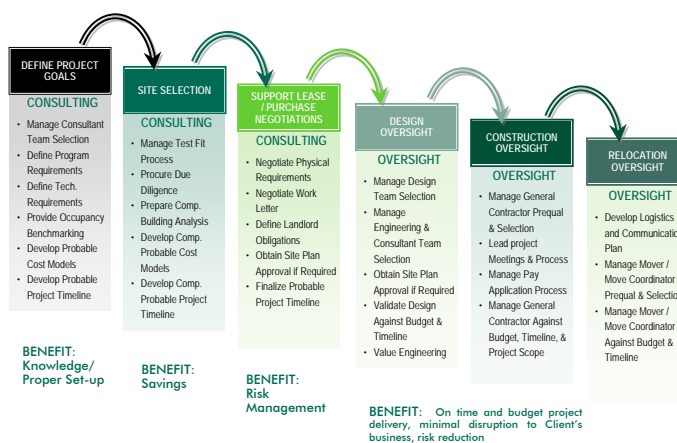 DEFINE PROJECT
GOALS
CONSULTING
• Manage Consultant
Team Selection
• Define Program
Requirements
• Define Tech.
Requirements
• Provide Occupancy
Benchmarking
• Develop Probable
Cost Models
• Develop Probable
Project Timeline
BENEFIT:
Knowledge/
Proper Set-up
SITE SELECTION
CONSULTING
• Manage Test Fit
Process
• Procure Due
Diligence
• Prepare Comp.
Building Analysis
• Develop Comp.
Probable Cost
Models
• Develop Comp.
Probable Project
Timeline
BENEFIT:
Savings
SUPPORT LEASE
/ PURCHASE
NEGOTIATIONS
CONSULTING
• Negotiate Physical
Requirements
• Negotiate Work
Letter
• Define Landlord
Obligations
• Obtain Site Plan
Approval if Required
• Finalize Probable
Project Timeline
BENEFIT:
Risk
Management
DESIGN
OVERSIGHT
OVERSIGHT
• Manage Design
Team Selection
• Manage
Engineering &
Consultant Team
Selection
• Obtain Site Plan
Approval if Required
• Validate Design
Against Budget &
Timeline
• Value Engineering
CONSTRUCTION
OVERSIGHT
OVERSIGHT
• Manage General
Contractor Prequal
& Selection
• Lead project
Meetings & Process
• Manage Pay
Application Process
• Manage General
Contractor Against
Budget, Timeline, &
Project Scope
RELOCATION
OVERSIGHT
OVERSIGHT
• Develop Logistics
and Communicatio
Plan
• Manage Mover /
Move Coordinator
Prequal & Selectio
• Manage Mover /
Move Coordinator
Against Budget &
Timeline
BENEFIT: On time and budget project
delivery, minimal disruption to Client's
business, risk reduction